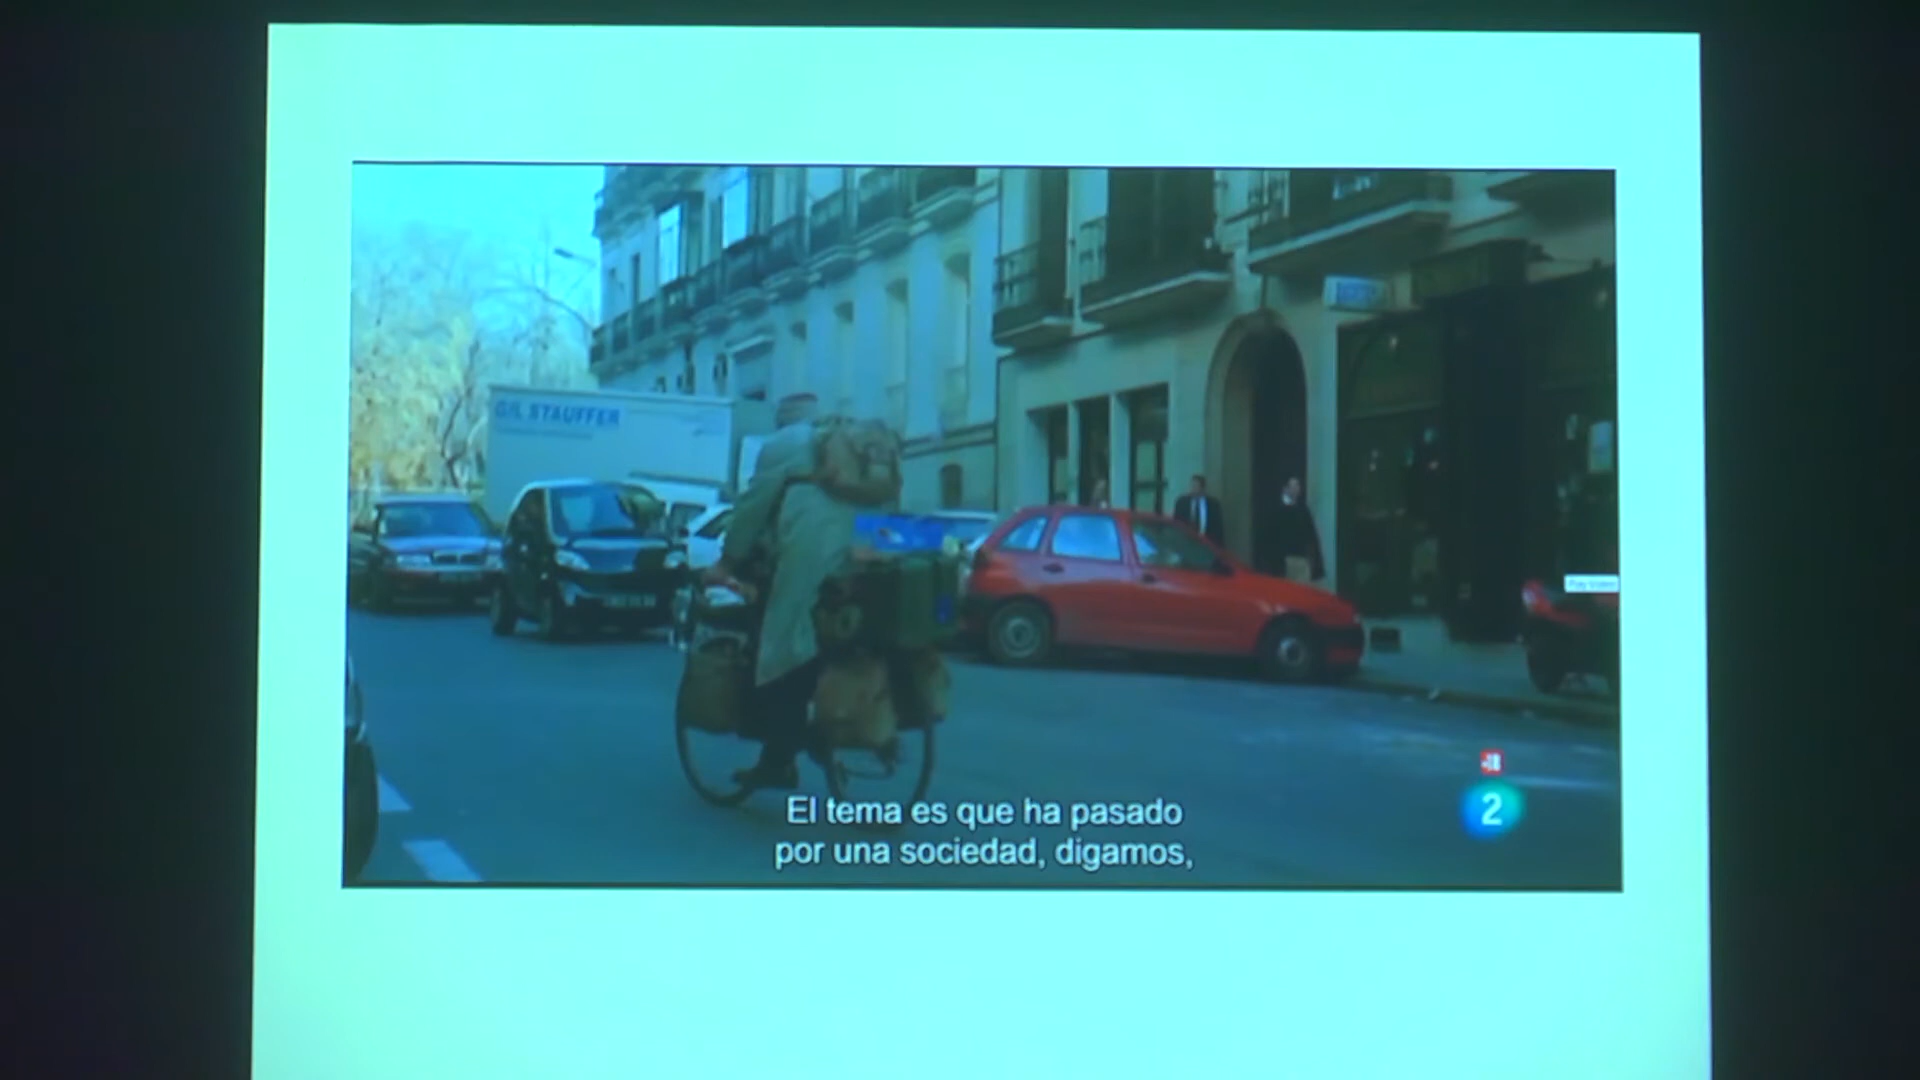 GIL STAUFFER
El tema es que ha pasado
por una sociedad, digamos,
2